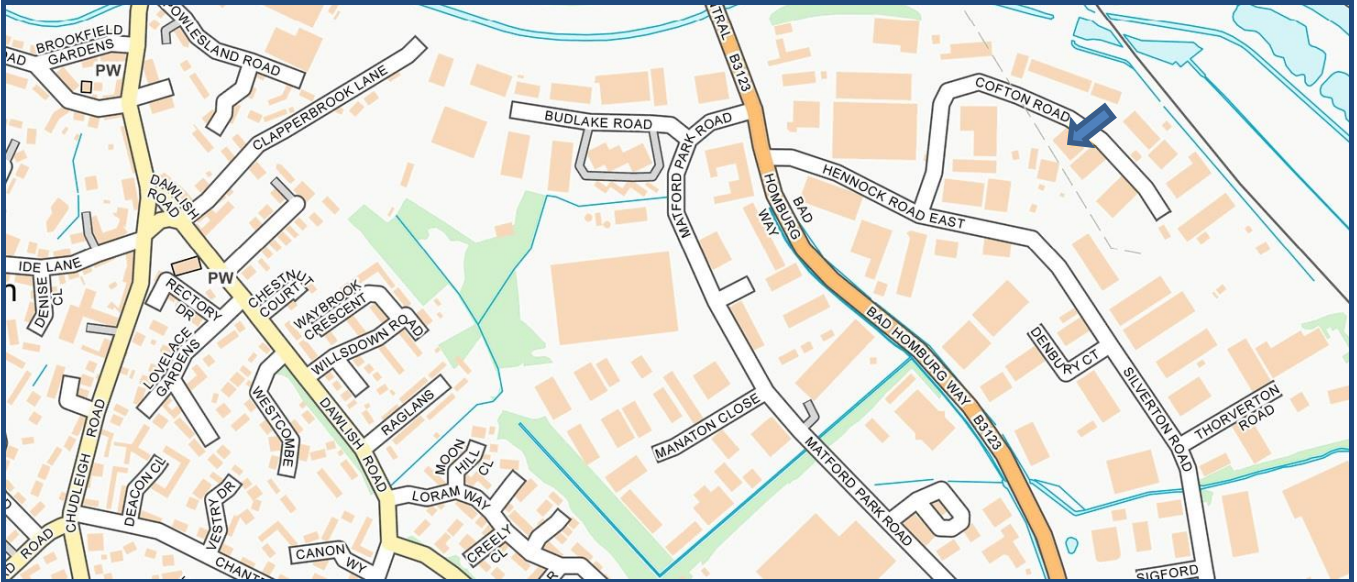 BROOKFIELD
GARDENS
PW
OWLESLAND ROAD
CLAPPERBROOK LANE
DAWLISH
ROAD
IDE LANE
DENISE
CL
PW
RECTORY
DR
CHESTNUT
COURT
WAYBROOK
CRESCENT
WILLSDOWN ROAD
LOVELACE
GARDENS
WESTCOMBE
DAWLISH
ROAD
RAGLANS
CHUDLEIGH ROAD
DEACON CL
VESTRY DR
CANON
WY
MOON
HILL
CL
LORAM WAY
CREELY
CL
ROAD
BUDLAKE ROAD
MATFORD PARK ROAD
TRAL B3123
BAD
HOMBURG
WAY
HENNOCK ROAD EAST
COFTON ROAD
BAD HOMBURG WAY B3123
DENBURY CT
SILVERTON ROAD
THORVERTON
ROAD
MANATON CLOSE
MATFORD PARK ROAD
SIGFORD